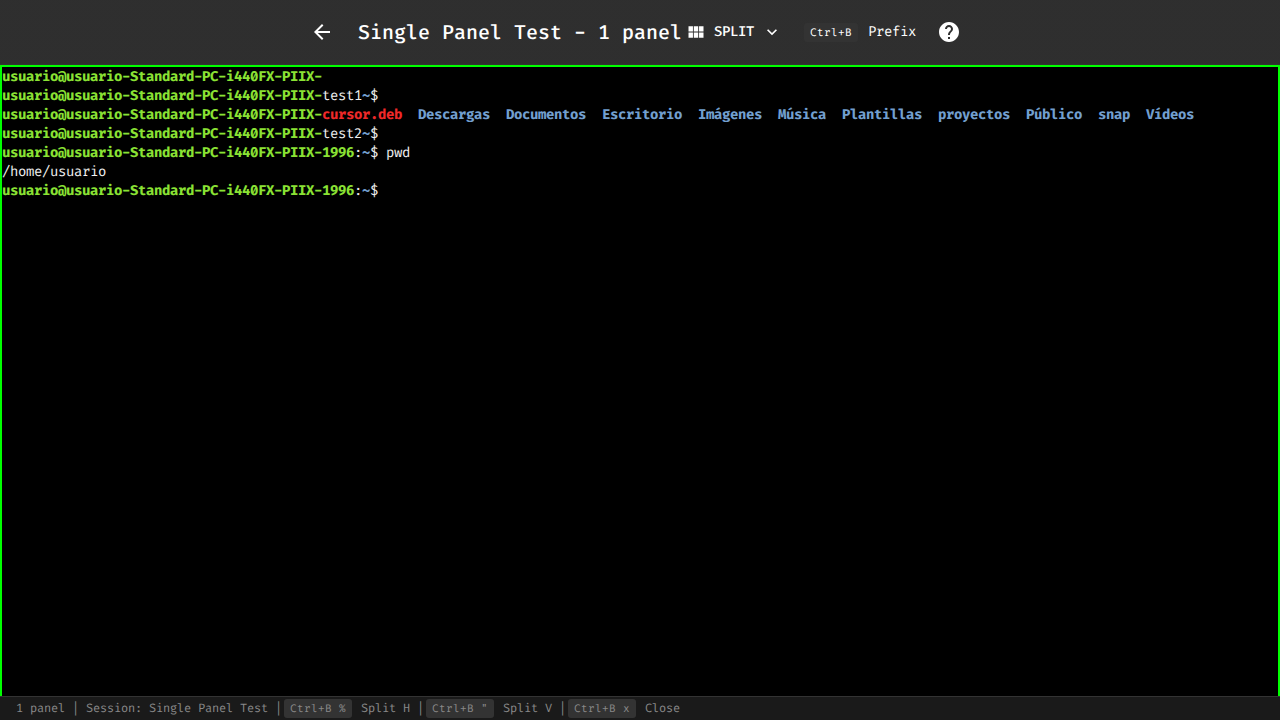 Single Panel Test - 1 panel SPLIT Ctrl+B Prefix ?
usuario@usuario-Standard-PC-i440FX-PIIX-
usuario@usuario-Standard-PC-i440FX-PIIX-test1~$
usuario@usuario-Standard-PC-i440FX-PIIX-cursor.deb Descargas Documentos Escritorio Imágenes Música Plantillas proyectos Público snap Vídeos
usuario@usuario-Standard-PC-i440FX-PIIX-test2~$
usuario@usuario-Standard-PC-i440FX-PIIX-1996:~$ pwd
/home/usuario
usuario@usuario-Standard-PC-i440FX-PIIX-1996:~$
1 panel | Session: Single Panel Test | Ctrl+B % Split H | Ctrl+B " Split V | Ctrl+B x Close